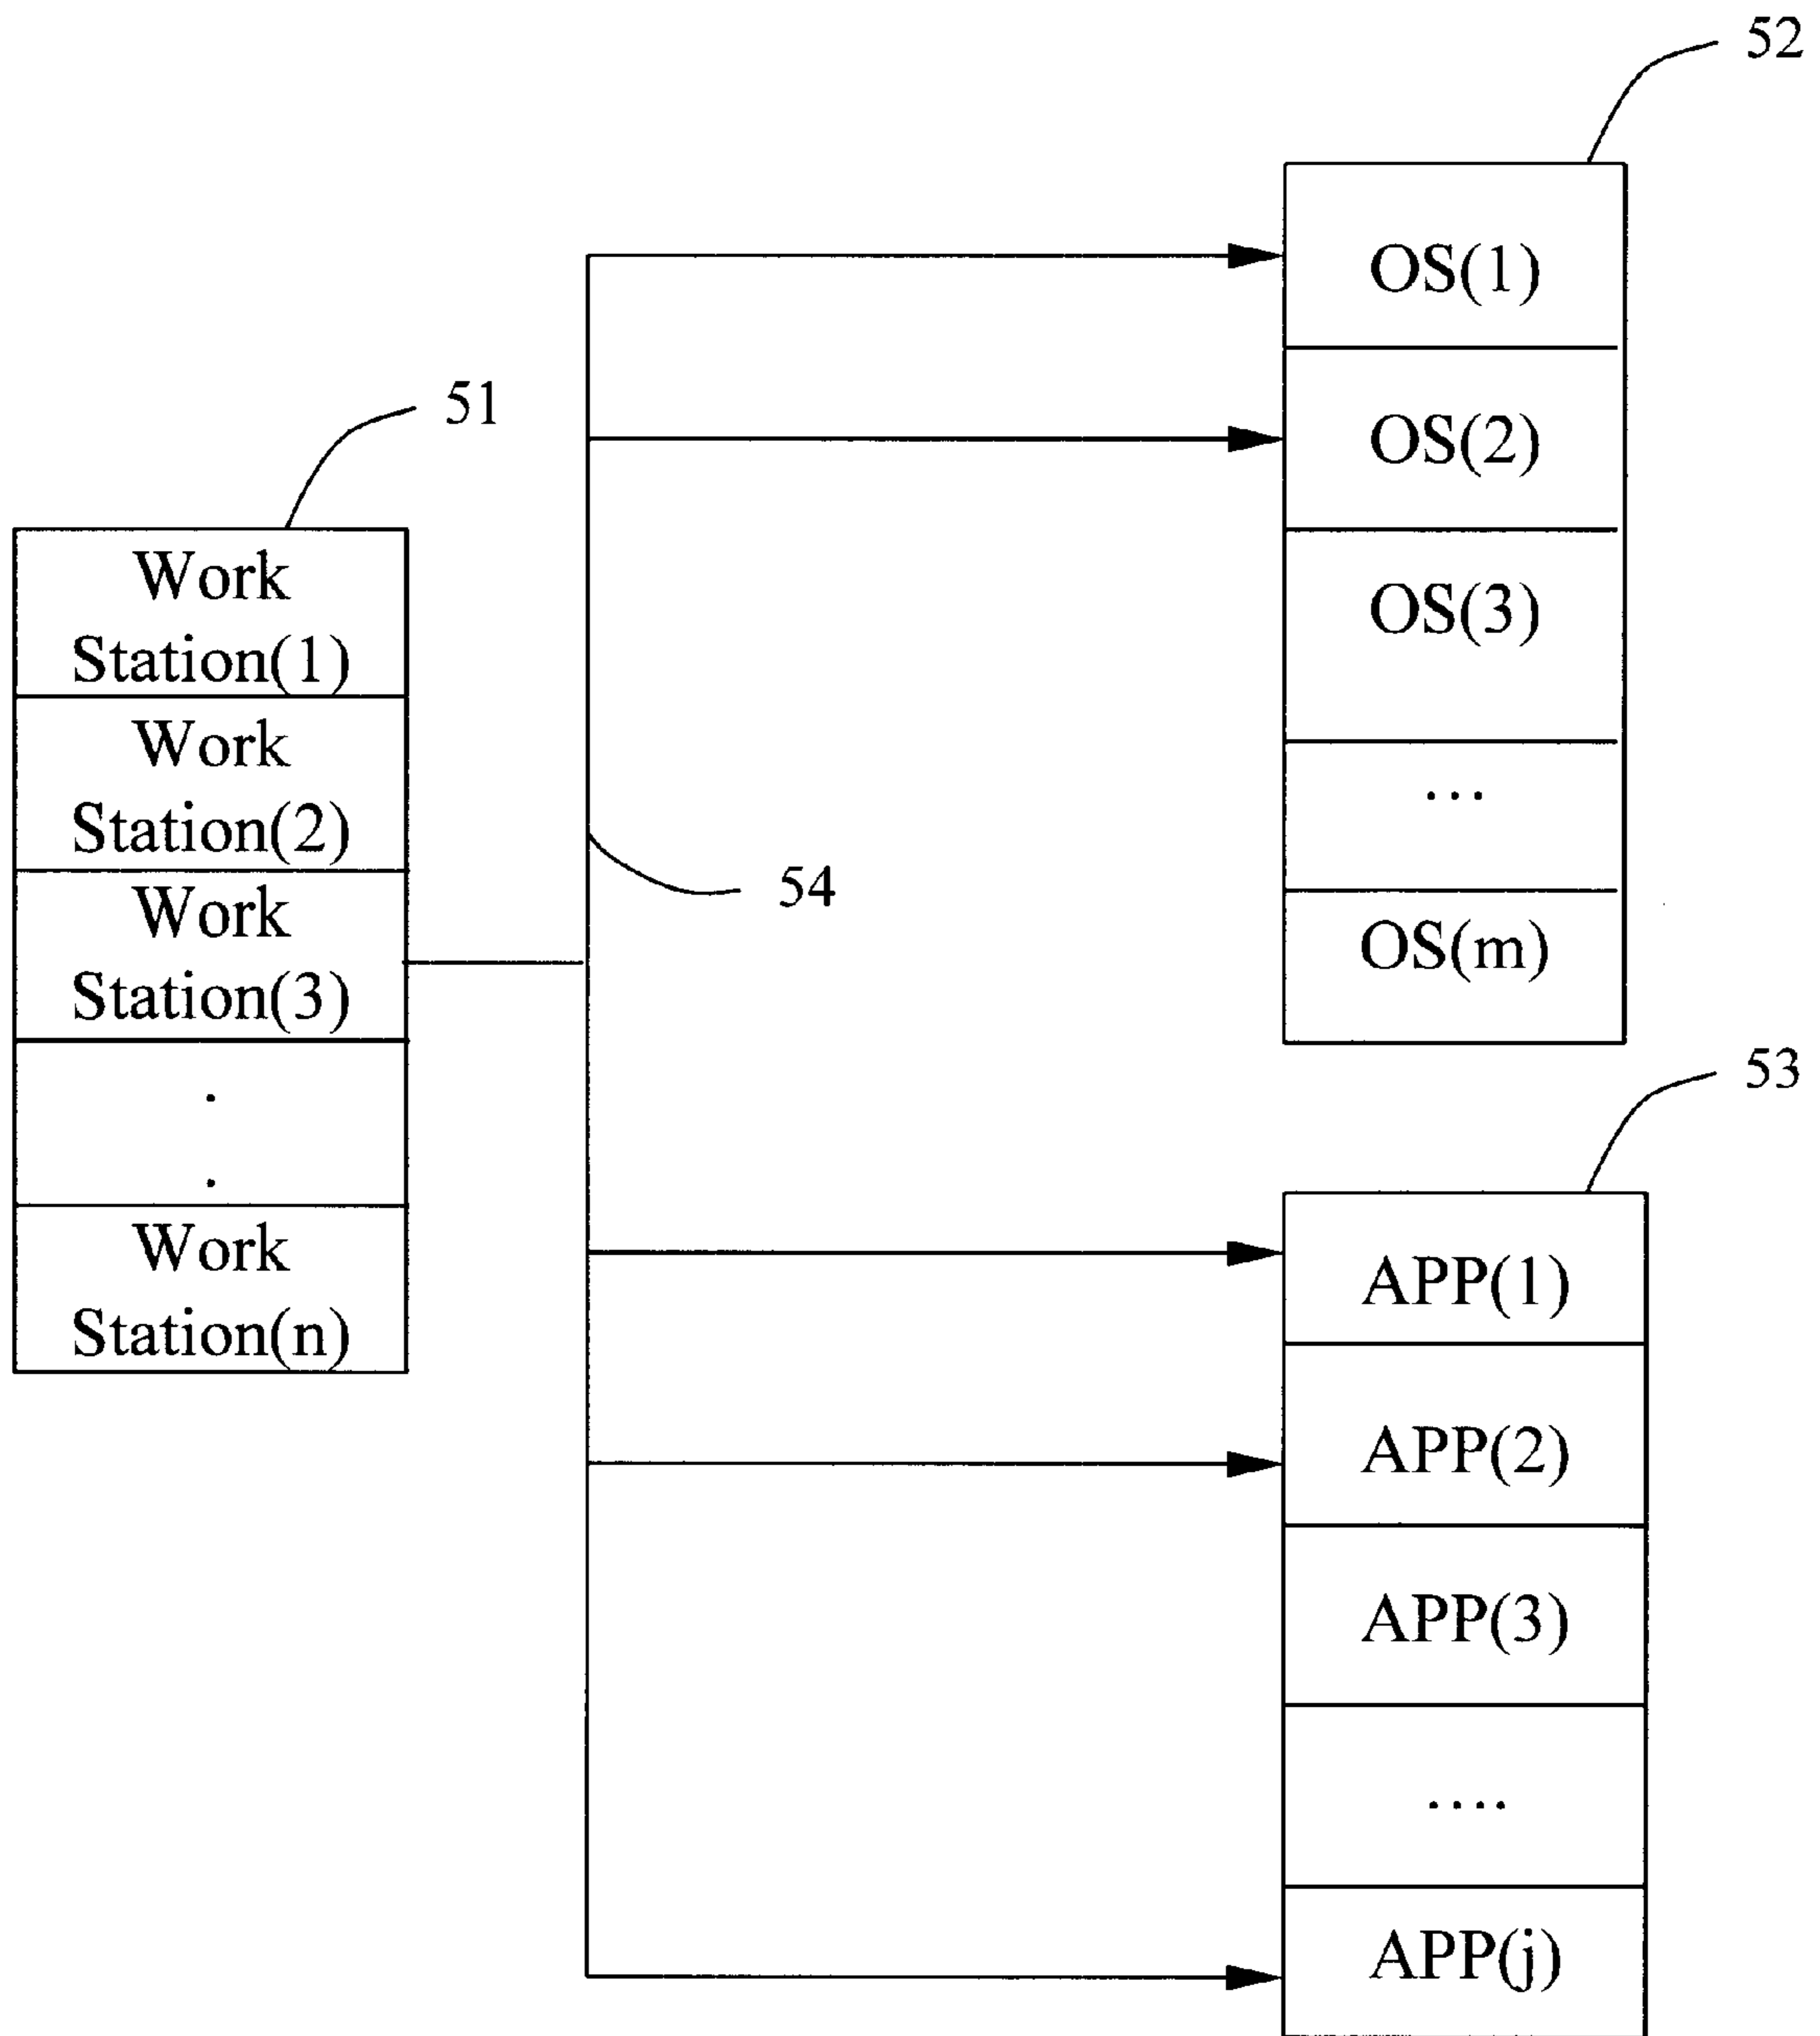 52
OS(1)
OS(2)
OS(3)
...
OS(m)
51
Work
Station(1)
Work
Station(2)
Work
Station(3)
.
.
Work
Station(n)
54
53
APP(1)
APP(2)
APP(3)
....
APP(j)